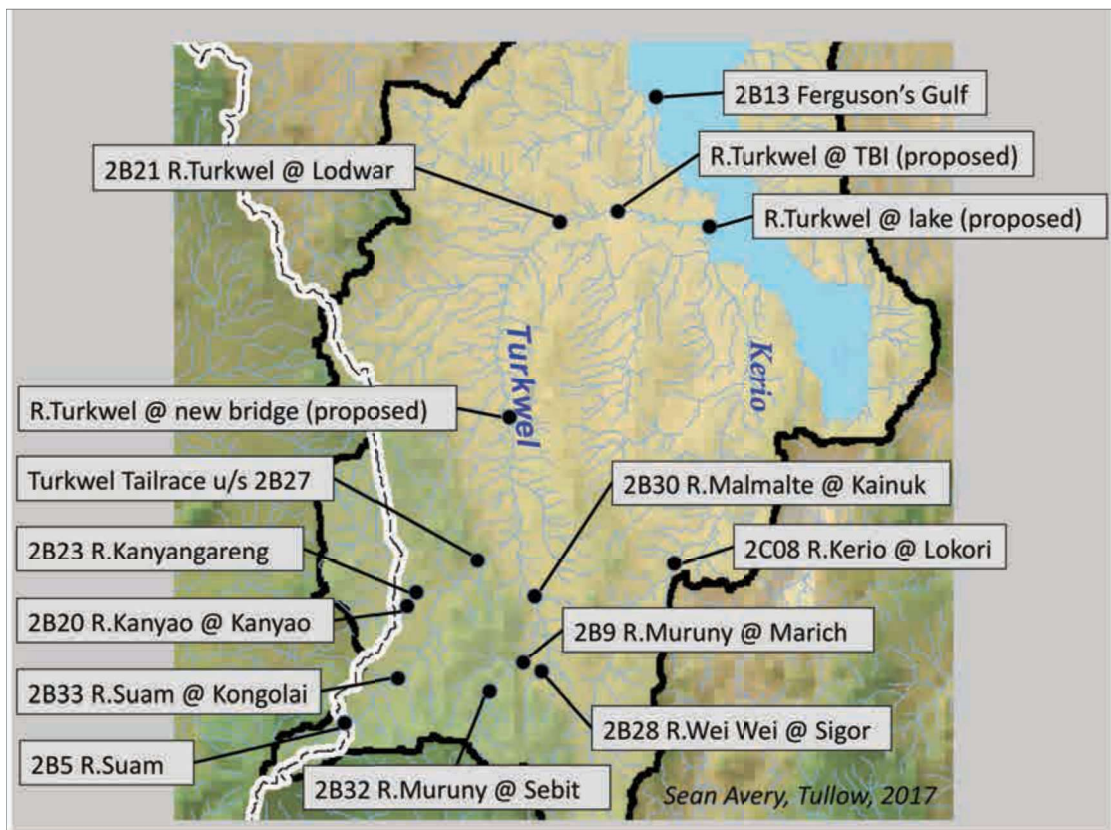 2B13 Ferguson's Gulf
2B21 R.Turkwel @ Lodwar
R.Turkwel @ TBI (proposed)
R.Turkwel @ lake (proposed)
Turkwel
Kerio
R.Turkwel @ new bridge (proposed)
Turkwel Tailrace u/s 2B27
2B30 R.Malmalte @ Kainuk
2B23 R.Kanyangareng
2C08 R.Kerio @ Lokori
2B20 R.Kanyao @ Kanyao
2B9 R.Muruny @ Marich
2B33 R.Suam @ Kongolai
2B28 R.Wei Wei @ Sigor
2B5 R.Suam
2B32 R.Muruny @ Sebit
Sean Avery, Tullow, 2017